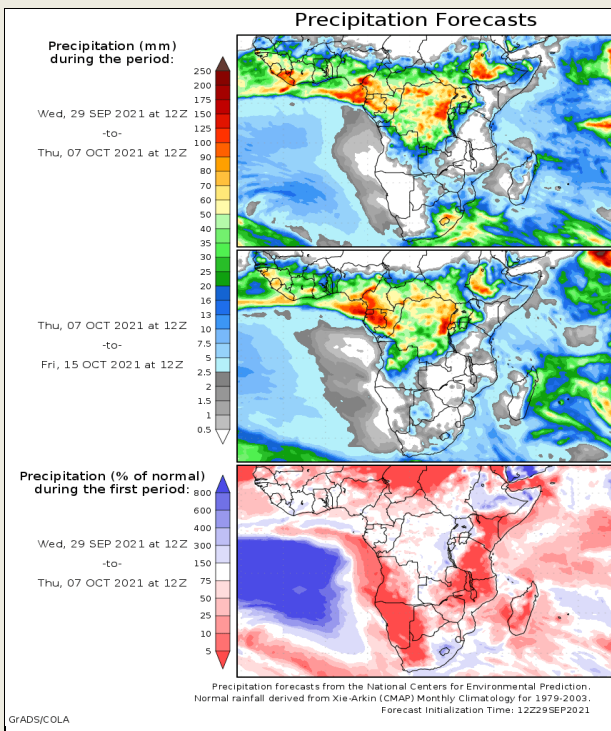 Precipitation Forecasts
Precipitation (mm)
during the period:
Wed, 29 SEP 2021 at 12Z
-to-
Thu, 07 OCT 2021 at 12Z
250
200
175
150
125
100
90
80
70
60
50
40
35
30
25
20
16
13
10
7.5
5
2.5
2
1.5
1
0.5
Thu, 07 OCT 2021 at 12Z
-to-
Fri, 15 OCT 2021 at 12Z
Precipitation (% of normal)
during the first period:
Wed, 29 SEP 2021 at 12Z
-to-
Thu, 07 OCT 2021 at 12Z
800
600
400
300
150
75
50
25
10
5
Precipitation forecasts from the National Centers for Environmental Prediction.
Normal rainfall derived from Xie-Arkin (CMAP) Monthly Climatology for 1979-2003.
Forecast Initialization Time: 12Z29SEP2021
GrADS/COLA